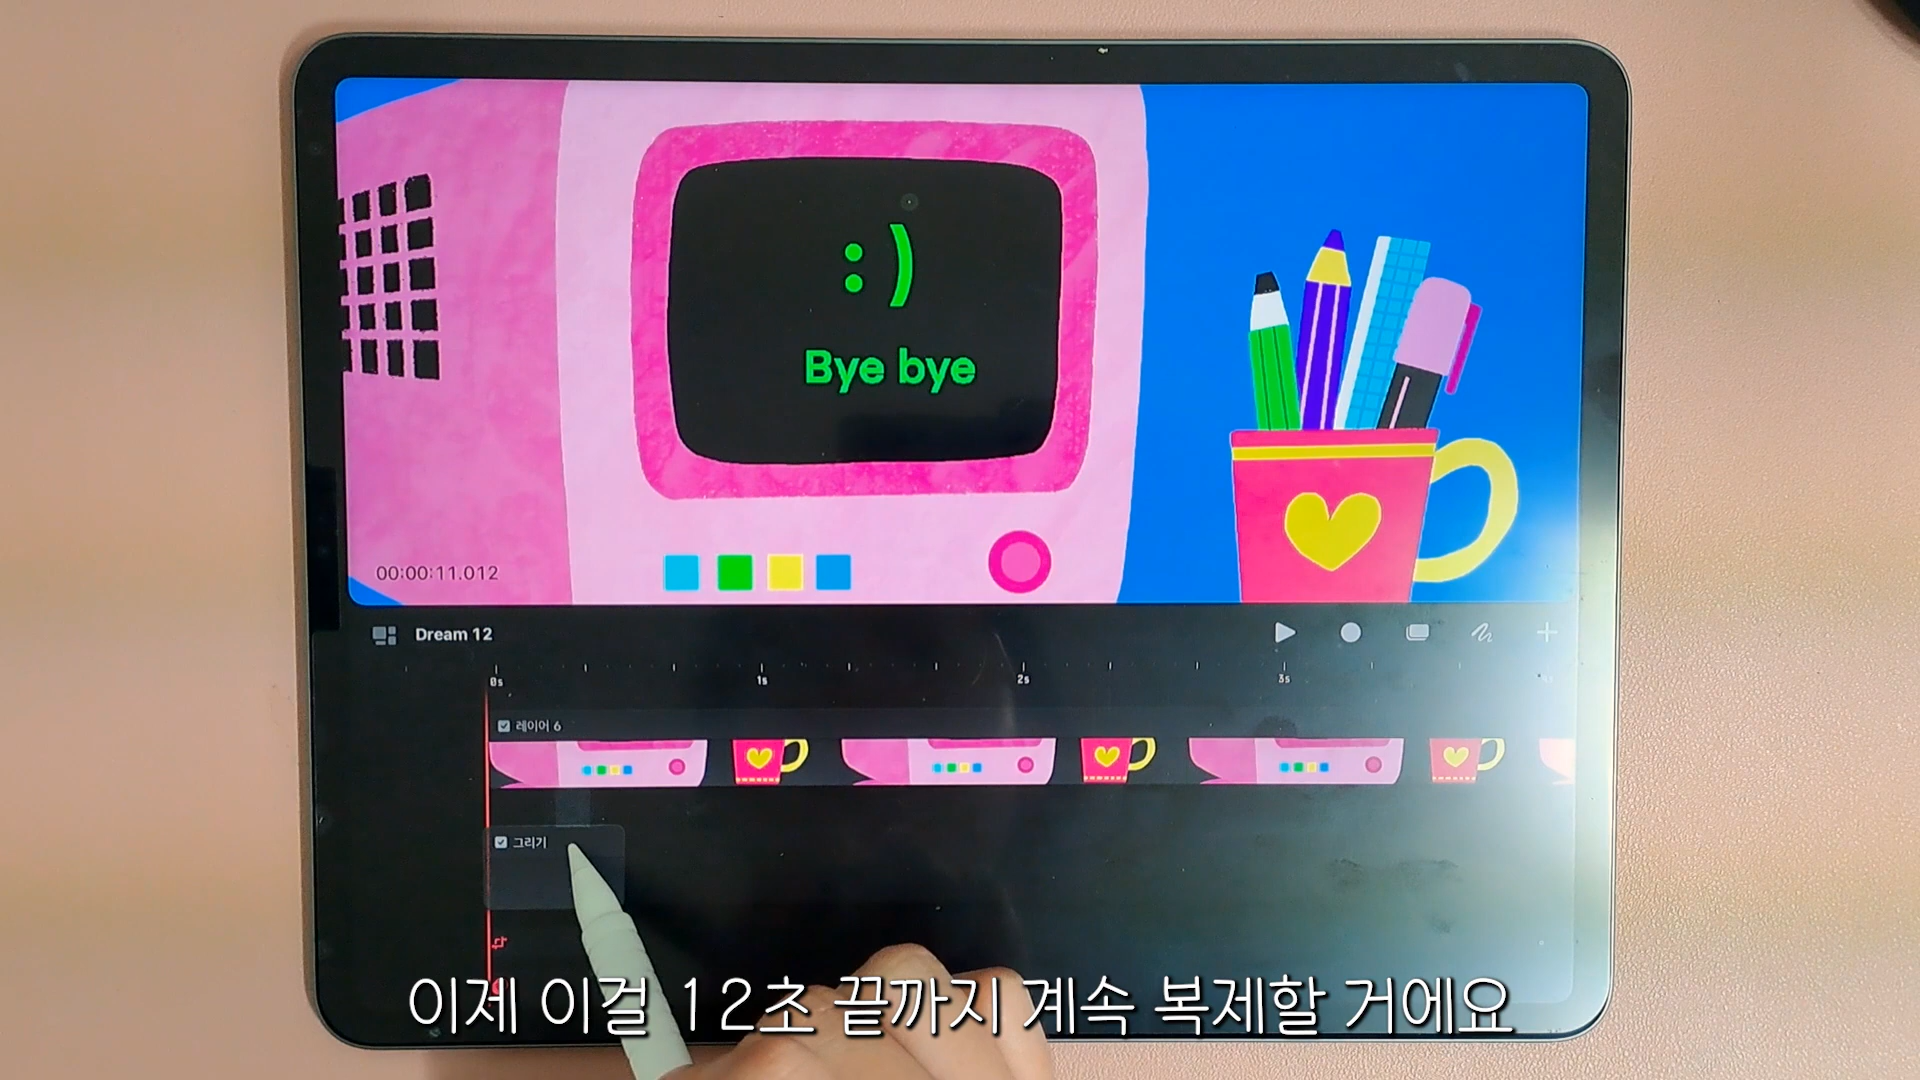 :)
Bye bye
00:00:11.012
Dream 12
0s
1s
2s
3s
레이어 6
그리기
이제 이걸 12초 끝까지 계속 복제할 거에요